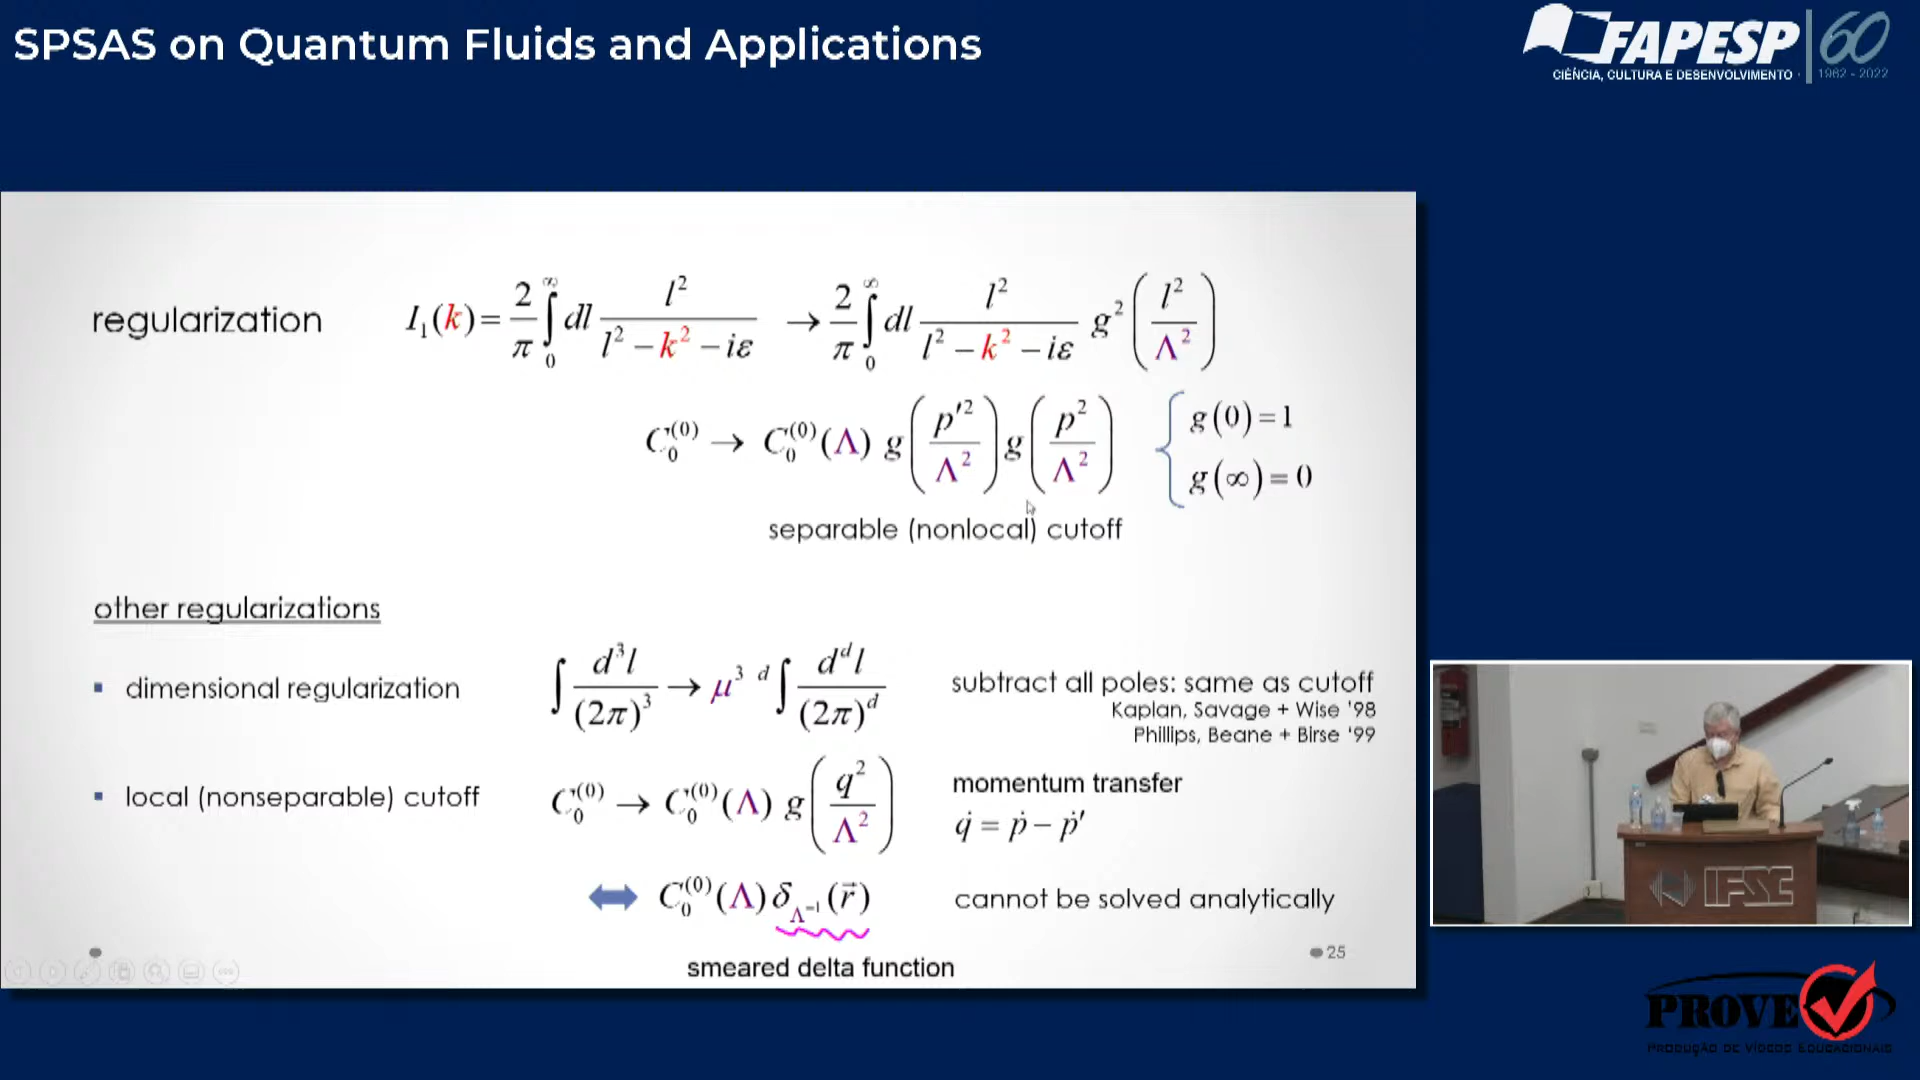 SPSAS on Quantum Fluids and Applications
FAPESP 60
CIÊNCIA, CULTURA E DESENVOLVIMENTO 1962 - 2022
regularization I₁(k) = 2/π ∫₀^∞ dl l²/(l² − k² − iε) → 2/π ∫₀^∞ dl l²/(l² − k² − iε) g²(l²/Λ²)
C₀⁽⁰⁾ → C₀⁽⁰⁾(Λ) g(p′²/Λ²) g(p²/Λ²) { g(0) = 1
g(∞) = 0
separable (nonlocal) cutoff
other regularizations
▪ dimensional regularization ∫ d³l/(2π)³ → μ³ ᵈ ∫ dᵈl/(2π)ᵈ subtract all poles: same as cutoff
Kaplan, Savage + Wise '98
Phillips, Beane + Birse '99
▪ local (nonseparable) cutoff C₀⁽⁰⁾ → C₀⁽⁰⁾(Λ) g(q²/Λ²) momentum transfer
q̇ = ṗ − ṗ′
⇔ C₀⁽⁰⁾(Λ) δ_Λ⁻¹(r⃗) cannot be solved analytically
smeared delta function
25
IFSC
PROVE
PRODUÇÃO DE VÍDEOS EDUCACIONAIS